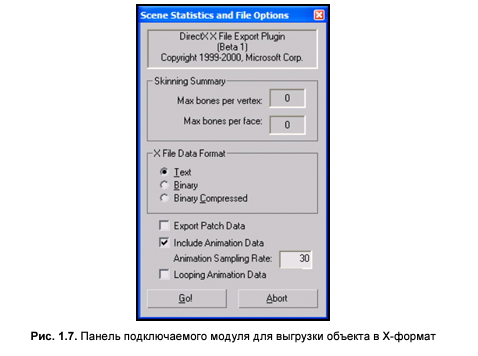 Scene Statistics and File Options
DirectX X File Export Plugin
(Beta 1)
Copyright 1999-2000, Microsoft Corp.
Skinning Summary
Max bones per vertex: 0
Max bones per face: 0
X File Data Format
Text
Binary
Binary Compressed
Export Patch Data
Include Animation Data
Animation Sampling Rate: 30
Looping Animation Data
Go! Abort
Рис. 1.7. Панель подключаемого модуля для выгрузки объекта в X-формат